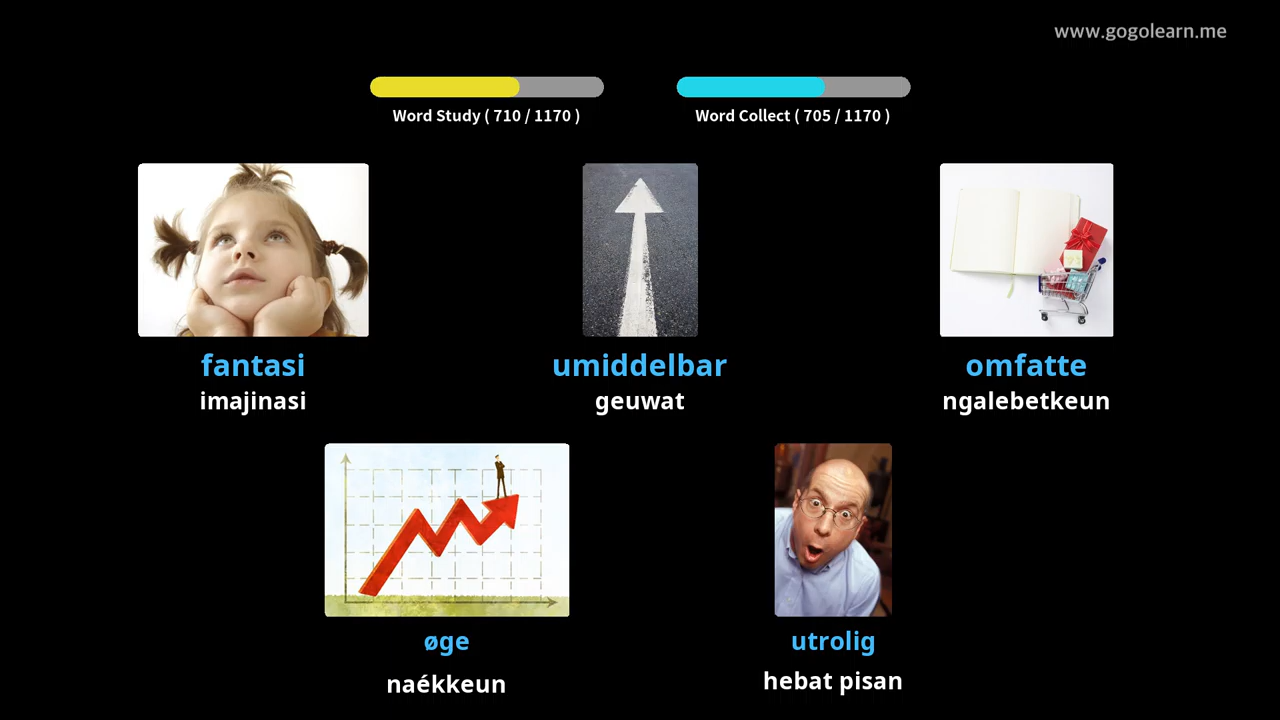 www.gogolearn.me
Word Study ( 710 / 1170 )
Word Collect ( 705 / 1170 )
fantasi
imajinasi
umiddelbar
geuwat
omfatte
ngalebetkeun
øge
naékkeun
utrolig
hebat pisan